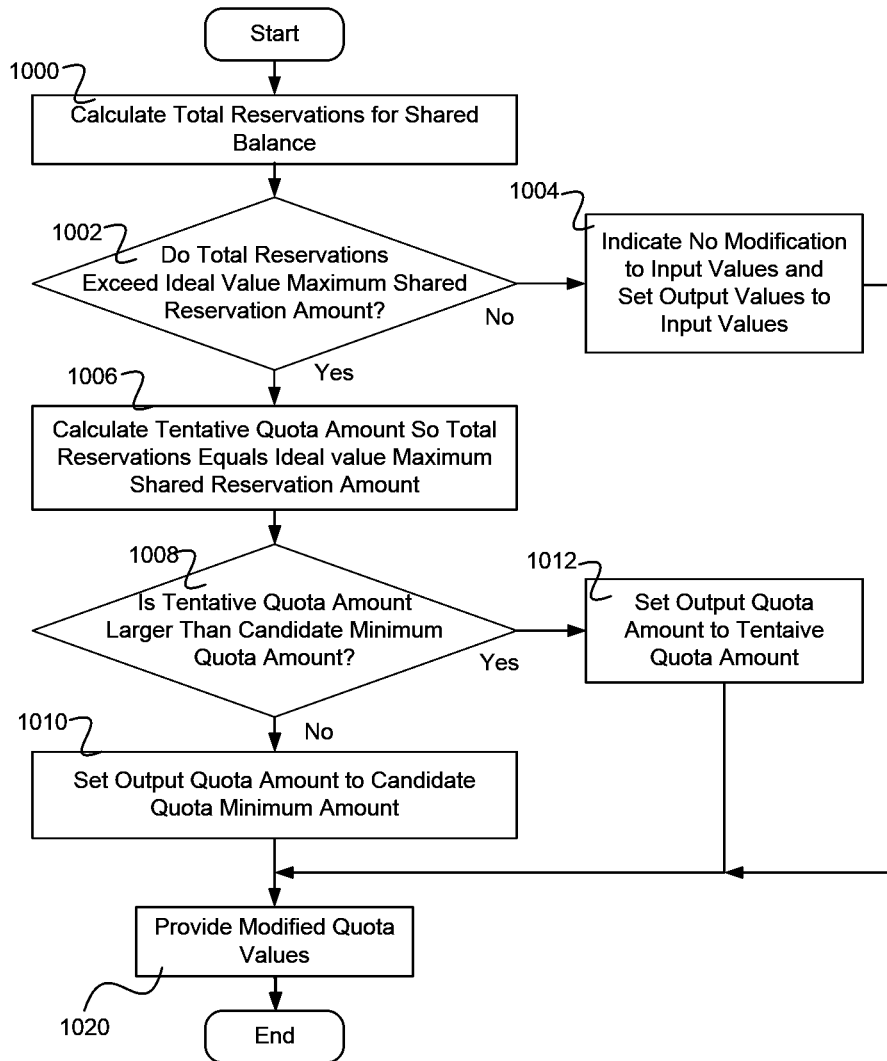 Start
1000
Calculate Total Reservations for Shared
Balance
1002
Do Total Reservations
Exceed Ideal Value Maximum Shared
Reservation Amount?
No
Yes
1004
Indicate No Modification
to Input Values and
Set Output Values to
Input Values
1006
Calculate Tentative Quota Amount So Total
Reservations Equals Ideal value Maximum
Shared Reservation Amount
1008
Is Tentative Quota Amount
Larger Than Candidate Minimum
Quota Amount?
Yes
No
1012
Set Output Quota
Amount to Tentaive
Quota Amount
1010
Set Output Quota Amount to Candidate
Quota Minimum Amount
Provide Modified Quota
Values
1020
End